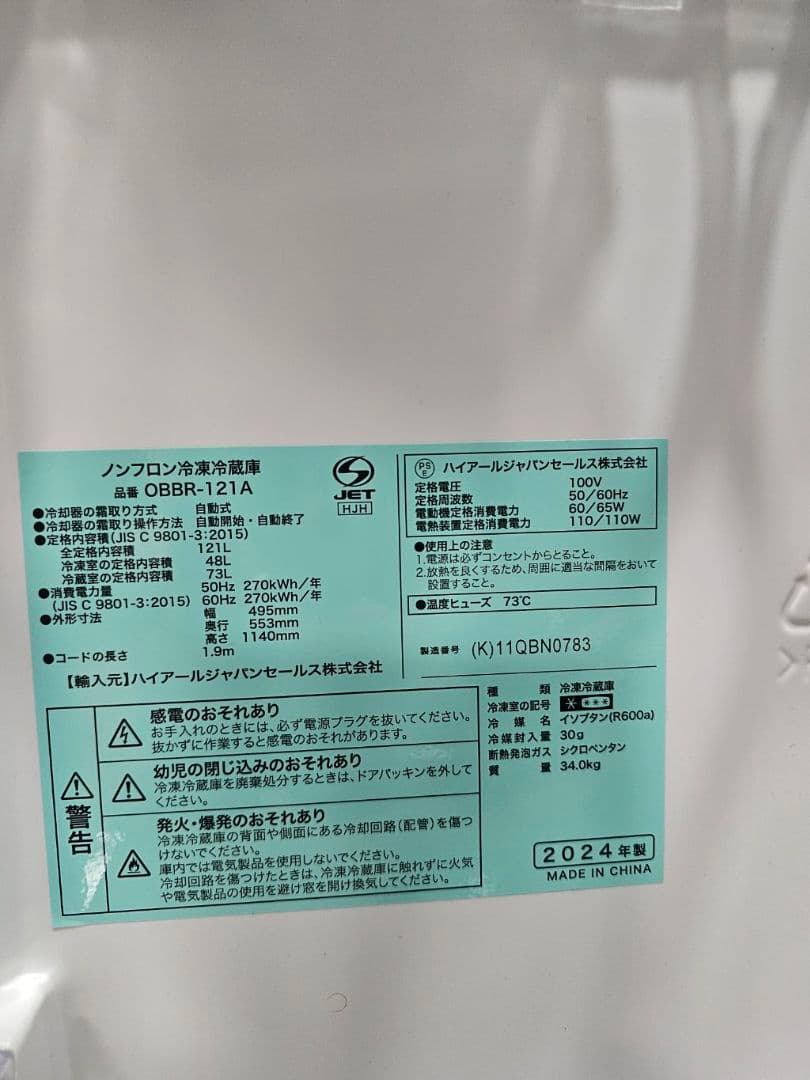 ノンフロン冷凍冷蔵庫
品番 OBBR-121A
JET
HJH
●冷却器の霜取り方式 自動式
●冷却器の霜取り操作方法 自動開始・自動終了
●定格内容積(JIS C 9801-3:2015)
全定格内容積 121L
冷凍室の定格内容積 48L
冷蔵室の定格内容積 73L
●消費電力量 50Hz 270kWh/年
(JIS C 9801-3:2015) 60Hz 270kWh/年
●外形寸法 幅 495mm
奥行 553mm
高さ 1140mm
●コードの長さ 1.9m
【輸入元】ハイアールジャパンセールス株式会社
PS
E
ハイアールジャパンセールス株式会社
定格電圧 100V
定格周波数 50/60Hz
電動機定格消費電力 60/65W
電熱装置定格消費電力 110/110W
●使用上の注意
1.電源は必ずコンセントからとること。
2.放熱を良くするため、周囲に適当な間隔をおいて
設置すること。
●温度ヒューズ 73℃
製造番号 (K)11QBN0783
警告
感電のおそれあり
お手入れのときには、必ず電源プラグを抜いてください。
抜かずに作業すると感電のおそれがあります。
幼児の閉じ込みのおそれあり
冷凍冷蔵庫を廃棄処分するときは、ドアパッキンを外して
ください。
発火・爆発のおそれあり
冷凍冷蔵庫の背面や側面にある冷却回路(配管)を傷つ
けないでください。
庫内では電気製品を使用しないでください。
冷却回路を傷つけたときは、冷凍冷蔵庫に触れずに火気
や電気製品の使用を避け窓を開け換気してください。
種類 冷凍冷蔵庫
冷凍室の記号
冷媒名 イソブタン(R600a)
冷媒封入量 30g
断熱発泡ガス シクロペンタン
質量 34.0kg
2024年製
MADE IN CHINA